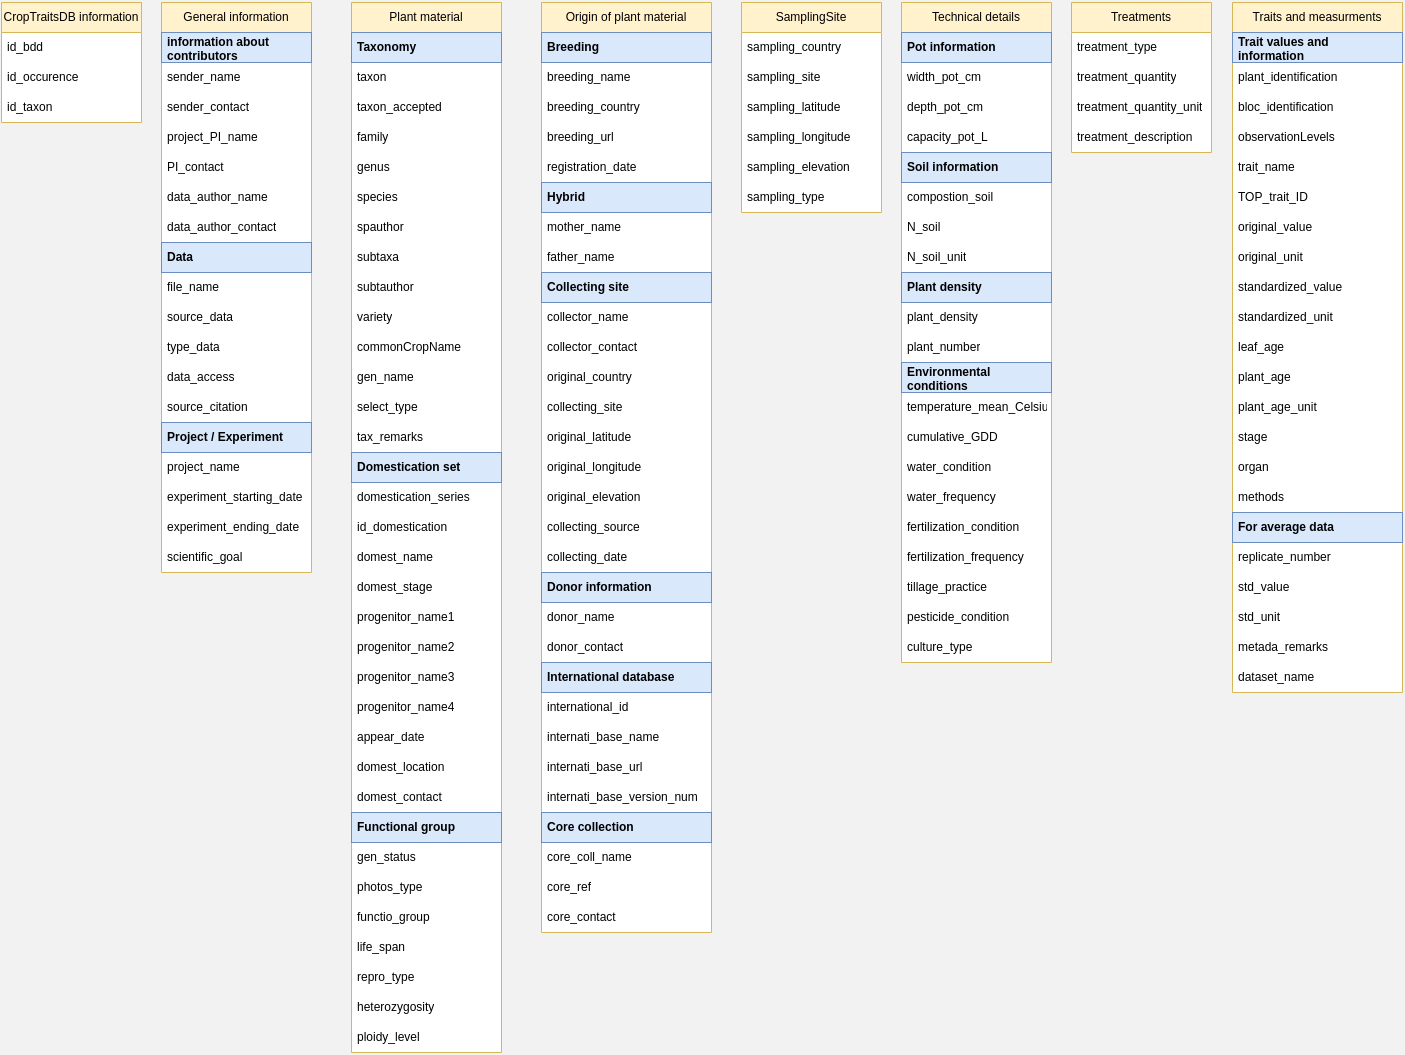 CropTraitsDB information
id_bdd
id_occurence
id_taxon
General information
information about
contributors
sender_name
sender_contact
project_PI_name
PI_contact
data_author_name
data_author_contact
Data
file_name
source_data
type_data
data_access
source_citation
Project / Experiment
project_name
experiment_starting_date
experiment_ending_date
scientific_goal
Plant material
Taxonomy
taxon
taxon_accepted
family
genus
species
spauthor
subtaxa
subtauthor
variety
commonCropName
gen_name
select_type
tax_remarks
Domestication set
domestication_series
id_domestication
domest_name
domest_stage
progenitor_name1
progenitor_name2
progenitor_name3
progenitor_name4
appear_date
domest_location
domest_contact
Functional group
gen_status
photos_type
functio_group
life_span
repro_type
heterozygosity
ploidy_level
Origin of plant material
Breeding
breeding_name
breeding_country
breeding_url
registration_date
Hybrid
mother_name
father_name
Collecting site
collector_name
collector_contact
original_country
collecting_site
original_latitude
original_longitude
original_elevation
collecting_source
collecting_date
Donor information
donor_name
donor_contact
International database
international_id
internati_base_name
internati_base_url
internati_base_version_num
Core collection
core_coll_name
core_ref
core_contact
SamplingSite
sampling_country
sampling_site
sampling_latitude
sampling_longitude
sampling_elevation
sampling_type
Technical details
Pot information
width_pot_cm
depth_pot_cm
capacity_pot_L
Soil information
compostion_soil
N_soil
N_soil_unit
Plant density
plant_density
plant_number
Environmental
conditions
temperature_mean_Celsiu
cumulative_GDD
water_condition
water_frequency
fertilization_condition
fertilization_frequency
tillage_practice
pesticide_condition
culture_type
Treatments
treatment_type
treatment_quantity
treatment_quantity_unit
treatment_description
Traits and measurments
Trait values and
information
plant_identification
bloc_identification
observationLevels
trait_name
TOP_trait_ID
original_value
original_unit
standardized_value
standardized_unit
leaf_age
plant_age
plant_age_unit
stage
organ
methods
For average data
replicate_number
std_value
std_unit
metada_remarks
dataset_name